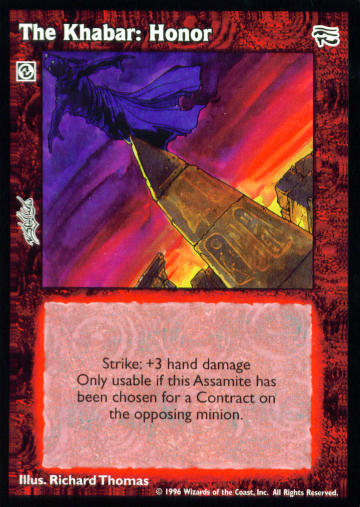 The Khabar: Honor
Strike: +3 hand damage
Only usable if this Assamite has
been chosen for a Contract on
the opposing minion.
Illus. Richard Thomas
© 1996 Wizards of the Coast, Inc. All Rights Reserved.